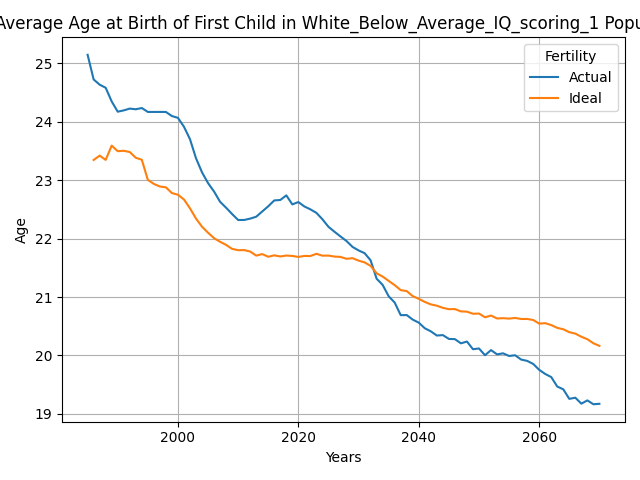 Average Age at Birth of First Child in White_Below_Average_IQ_scoring_1 Popu
Fertility
Actual
Ideal
Age
25
24
23
22
21
20
19
2000 2020 2040 2060
Years